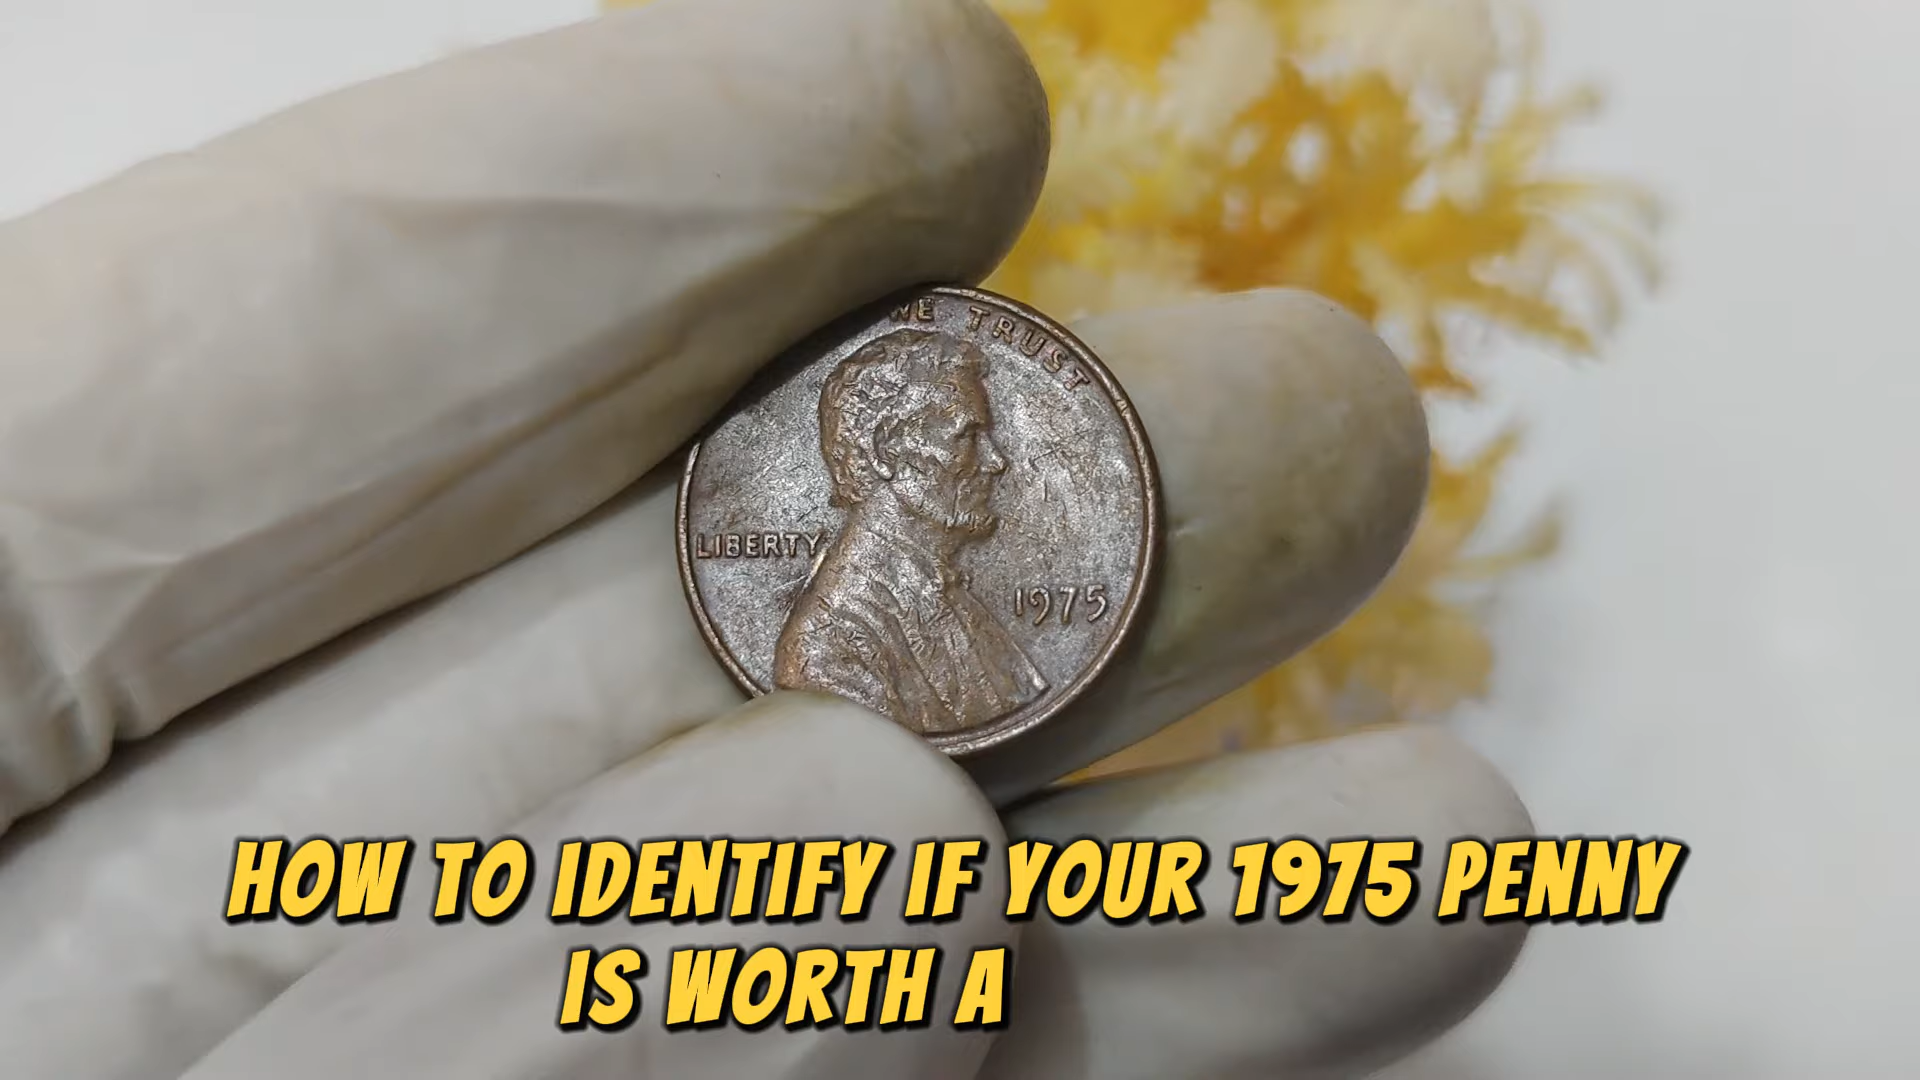 WE TRUST
LIBERTY
1975
HOW TO IDENTIFY IF YOUR 1975 PENNY
IS WORTH A